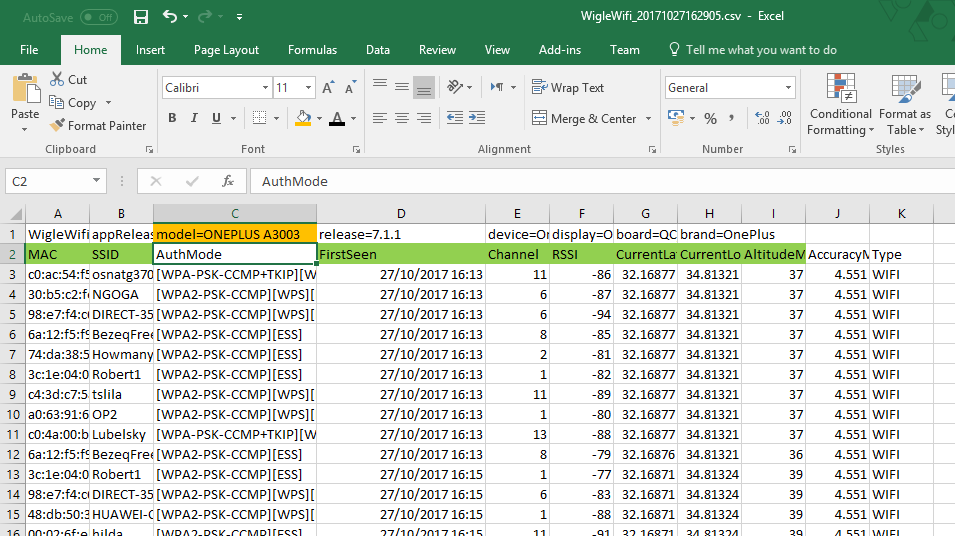 AutoSave Off WigleWifi_20171027162905.csv - Excel
File Home Insert Page Layout Formulas Data Review View Add-ins Team Tell me what you want to do
Paste Cut Copy Format Painter
Calibri 11 B I U A A A
Wrap Text Merge & Center
General % , .00 .0
Conditional Formatting Format as Table
Clipboard Font Alignment Number Styles
C2 fx AuthMode
A B C D E F G H I J K
1 WigleWifi appReleas model=ONEPLUS A3003 release=7.1.1 device=On display=O board=QC brand=OnePlus
2 MAC SSID AuthMode FirstSeen Channel RSSI CurrentLa CurrentLo AltitudeM AccuracyM Type
3 c0:ac:54:f5 osnatg370 [WPA-PSK-CCMP+TKIP][W 27/10/2017 16:13 11 -86 32.16877 34.81321 37 4.551 WIFI
4 30:b5:c2:f NGOGA [WPA2-PSK-CCMP][WPS][ 27/10/2017 16:13 6 -87 32.16877 34.81321 37 4.551 WIFI
5 98:e7:f4:c DIRECT-35 [WPA2-PSK-CCMP][WPS][ 27/10/2017 16:13 6 -94 32.16877 34.81321 37 4.551 WIFI
6 6a:12:f5:f9 BezeqFree [WPA2-PSK-CCMP][ESS] 27/10/2017 16:13 8 -85 32.16877 34.81321 37 4.551 WIFI
7 74:da:38:5 Howmany [WPA2-PSK-CCMP][ESS] 27/10/2017 16:13 2 -81 32.16877 34.81321 37 4.551 WIFI
8 3c:1e:04:0 Robert1 [WPA2-PSK-CCMP][ESS] 27/10/2017 16:13 1 -82 32.16877 34.81321 37 4.551 WIFI
9 c4:3d:c7:5 tslila [WPA2-PSK-CCMP][WPS][ 27/10/2017 16:13 11 -89 32.16877 34.81321 37 4.551 WIFI
10 a0:63:91:6 OP2 [WPA2-PSK-CCMP][WPS][ 27/10/2017 16:13 1 -80 32.16877 34.81321 37 4.551 WIFI
11 c0:4a:00:b Lubelsky [WPA-PSK-CCMP+TKIP][W 27/10/2017 16:13 13 -88 32.16877 34.81321 37 4.551 WIFI
12 6a:12:f5:f9 BezeqFree [WPA2-PSK-CCMP][ESS] 27/10/2017 16:13 8 -79 32.16876 34.81321 36 4.551 WIFI
13 3c:1e:04:0 Robert1 [WPA2-PSK-CCMP][ESS] 27/10/2017 16:15 1 -77 32.16871 34.81324 39 4.551 WIFI
14 98:e7:f4:c DIRECT-35 [WPA2-PSK-CCMP][WPS][ 27/10/2017 16:15 6 -83 32.16871 34.81324 39 4.551 WIFI
15 48:db:50:3 HUAWEI-C [WPA2-PSK-CCMP][WPS][ 27/10/2017 16:15 1 -88 32.16871 34.81324 39 4.551 WIFI
16 00:02:6f:e hilda [WPA2-PSK-CCMP][ESS] 27/10/2017 16:15 11 -91 32.16871 34.81324 39 4.551 WIFI